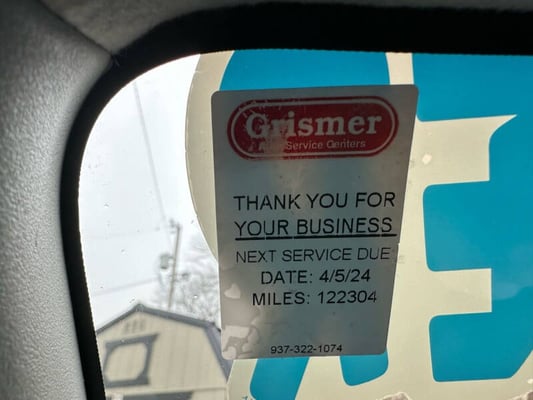 Grismer
Service Centers
THANK YOU FOR
YOUR BUSINESS
NEXT SERVICE DUE
DATE: 4/5/24
MILES: 122304
937-322-1074